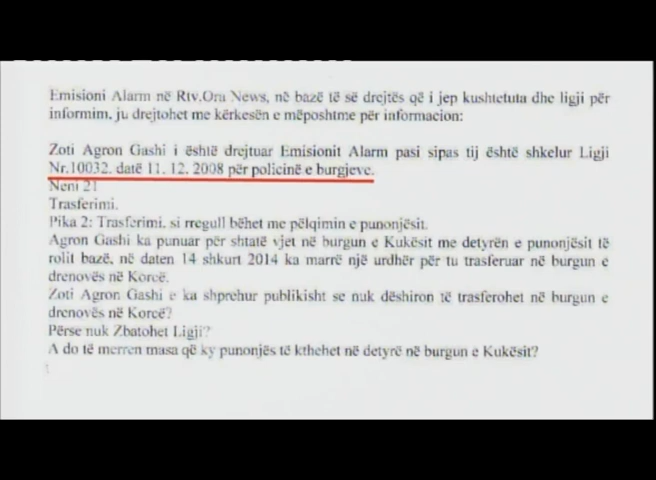 Emisioni Alarm në Rtv.Ora News, në bazë të së drejtës që i jep kushtetuta dhe ligji për
informim, ju drejtohet me kërkesën e mëposhtme për informacion:
Zoti Agron Gashi i është drejtuar Emisionit Alarm pasi sipas tij është shkelur Ligji
Nr.10032. datë 11. 12. 2008 për policinë e burgjeve.
Neni 21
Trasferimi.
Pika 2: Trasferimi, si rregull bëhet me pëlqimin e punonjësit.
Agron Gashi ka punuar për shtatë vjet në burgun e Kukësit me detyrën e punonjësit të
rolit bazë, në daten 14 shkurt 2014 ka marrë një urdhër për tu trasferuar në burgun e
drenovës në Korcë.
Zoti Agron Gashi e ka shprehur publikisht se nuk dëshiron të trasferohet në burgun e
drenovës në Korcë?
Përse nuk Zbatohet Ligji?
A do të merren masa që ky punonjës të kthehet në detyrë në burgun e Kukësit?